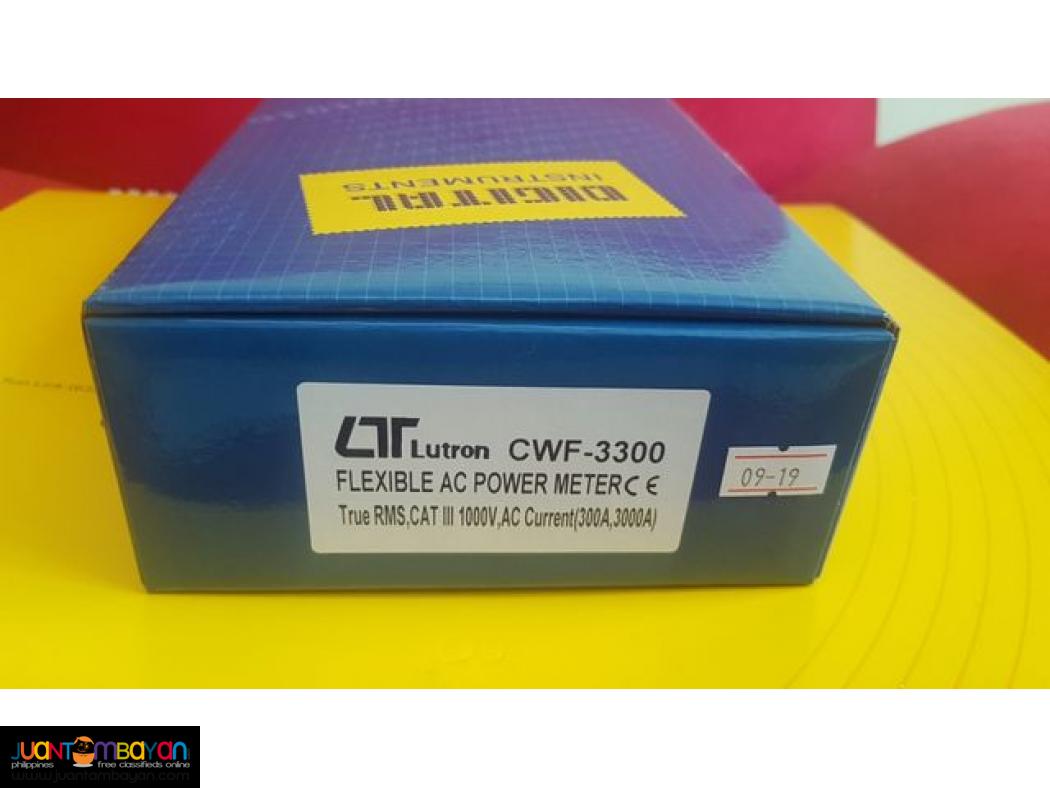 DIGITAL
INSTRUMENTS
LT Lutron CWF-3300
FLEXIBLE AC POWER METER CE
True RMS,CAT III 1000V,AC Current(300A,3000A)
09-19
JUANTAMBAYAN
philippines free classifieds online
www.juantambayan.com